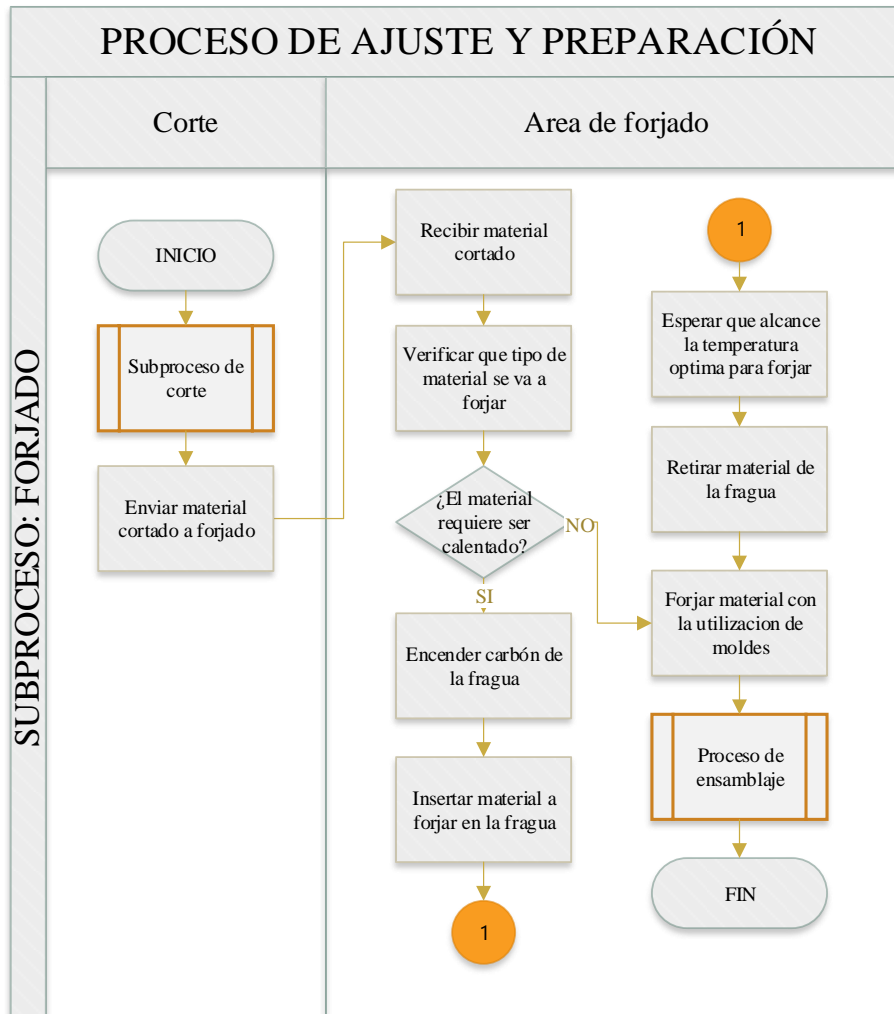 PROCESO DE AJUSTE Y PREPARACIÓN
SUBPROCESO: FORJADO
Corte
Area de forjado
INICIO
Subproceso de
corte
Enviar material
cortado a forjado
Recibir material
cortado
Verificar que tipo de
material se va a
forjar
¿El material
requiere ser
calentado?
NO
SI
Encender carbón de
la fragua
Insertar material a
forjar en la fragua
1
1
Esperar que alcance
la temperatura
optima para forjar
Retirar material de
la fragua
Forjar material con
la utilizacion de
moldes
Proceso de
ensamblaje
FIN